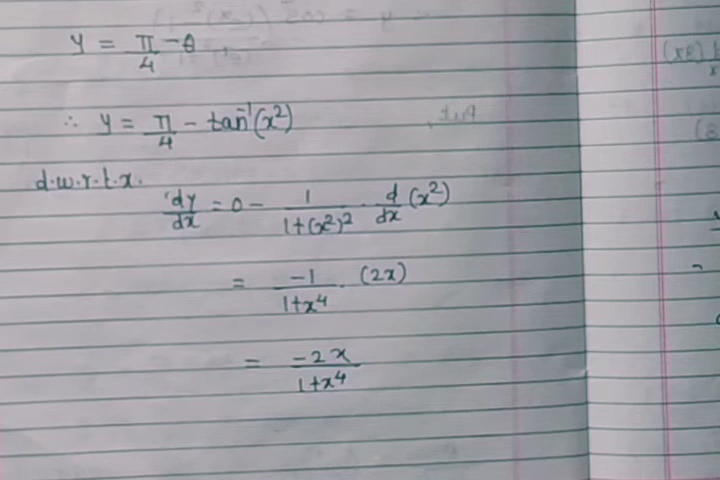 y = π/4 - θ
∴ y = π/4 - tan⁻¹(x²)
d.w.r.t.x.
dy/dx = 0 - 1/1+(x²)² . d/dx (x²)
= -1/1+x⁴ . (2x)
= -2x/1+x⁴